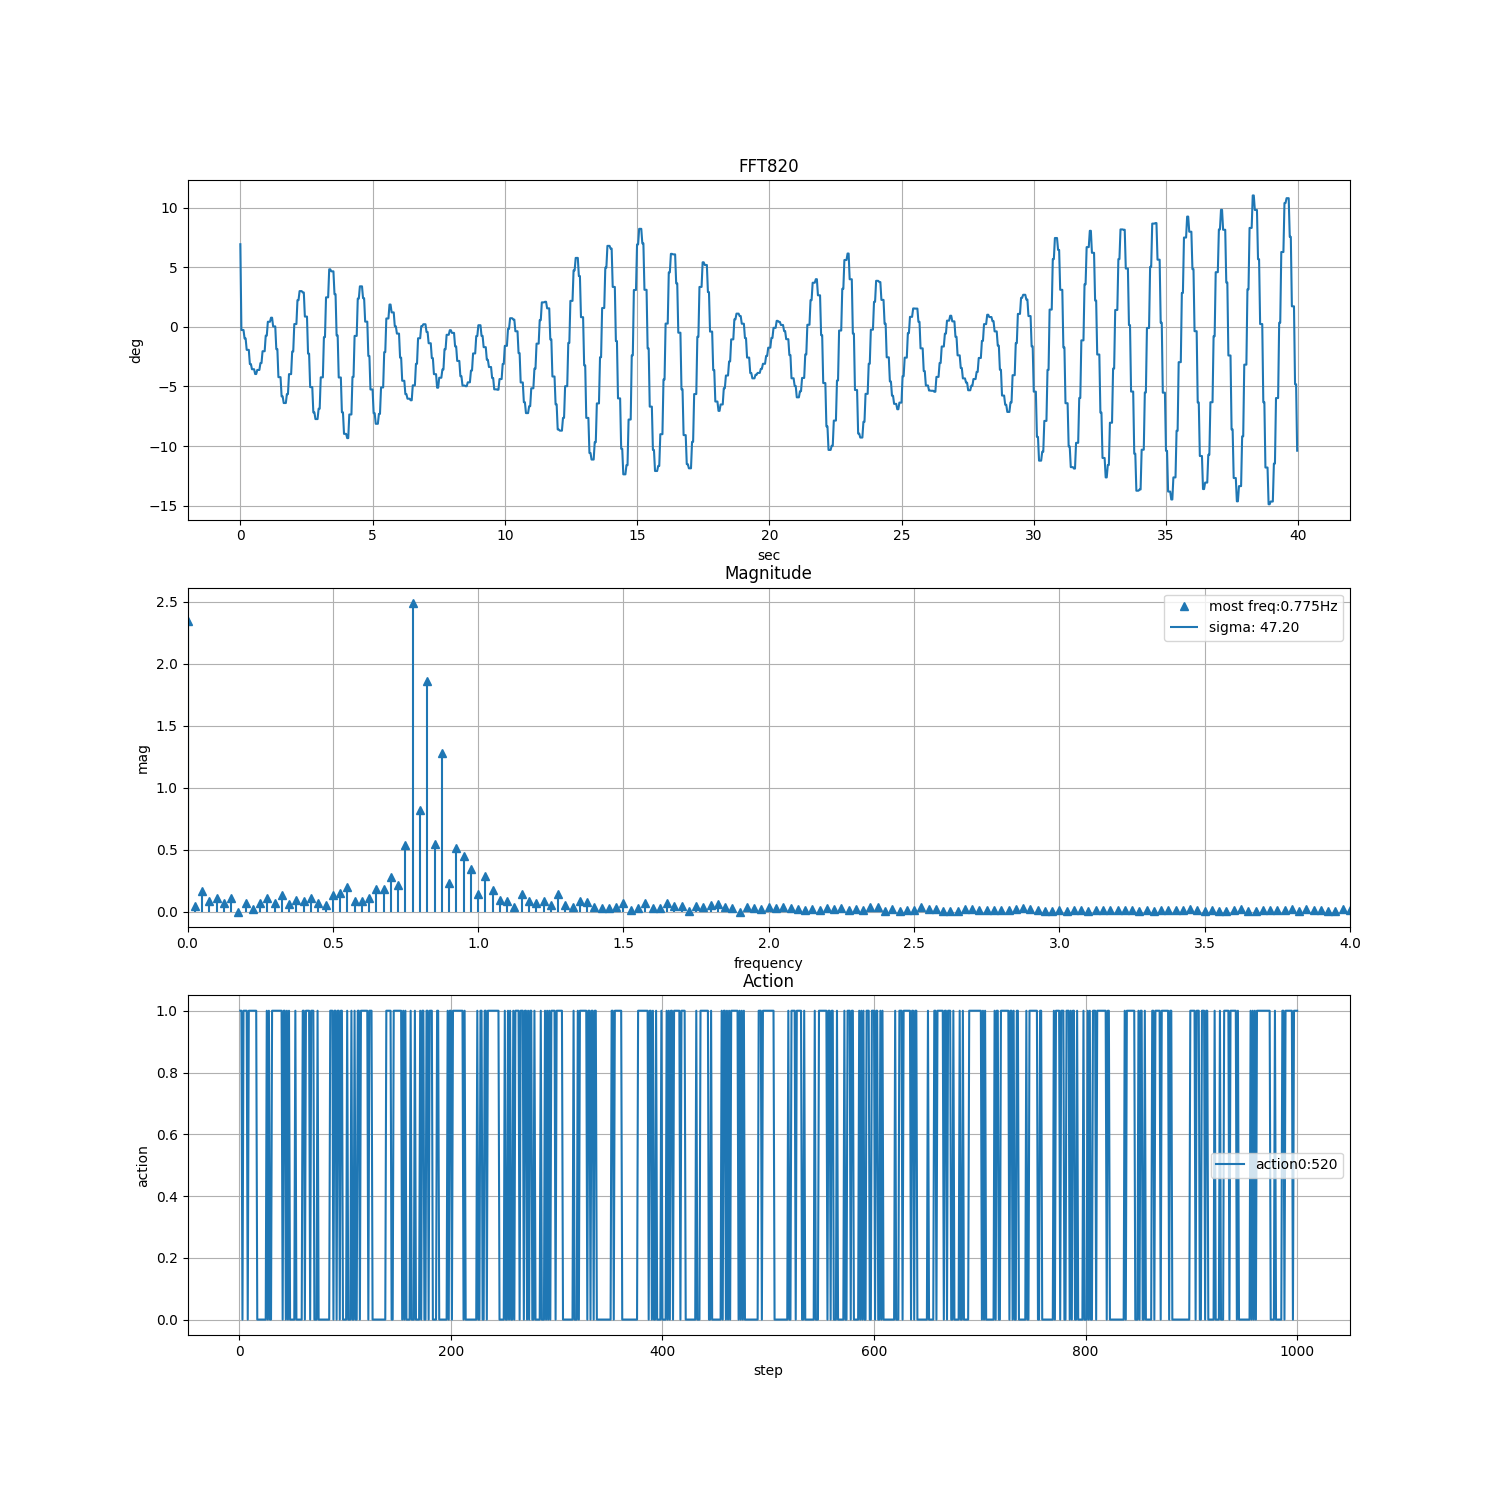 FFT820
10
5
0
−5
−10
−15
deg
0 5 10 15 20 25 30 35 40
sec
Magnitude
2.5
2.0
1.5
1.0
0.5
0.0
mag
most freq:0.775Hz
sigma: 47.20
0.0 0.5 1.0 1.5 2.0 2.5 3.0 3.5 4.0
frequency
Action
1.0
0.8
0.6
0.4
0.2
0.0
action
action0:520
0 200 400 600 800 1000
step